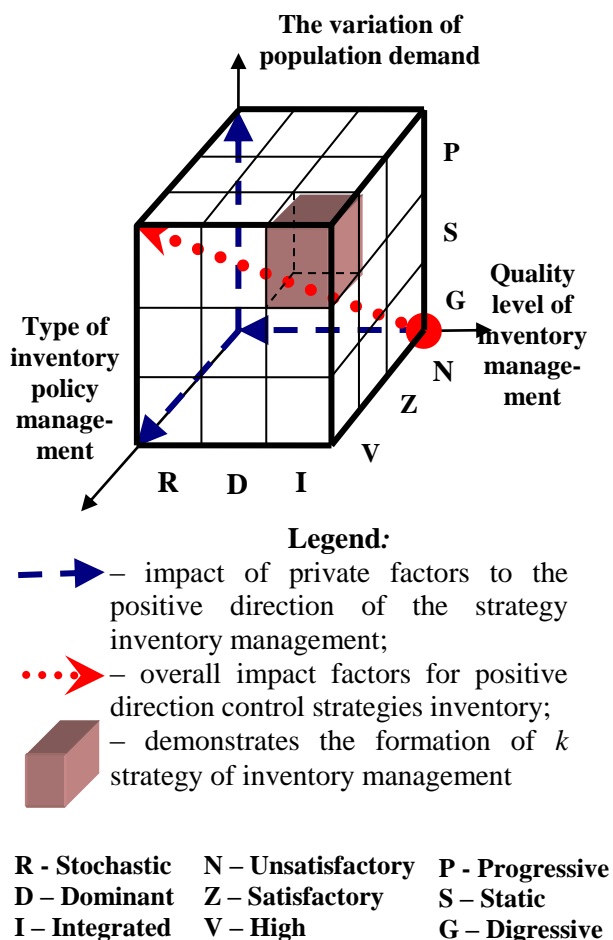 The variation of
population demand
P
S
G
N
Z
V
Quality
level of
inventory
manage-
ment
Type of
inventory
policy
manage-
ment
R D I
Legend:
– impact of private factors to the
positive direction of the strategy
inventory management;
– overall impact factors for positive
direction control strategies inventory;
– demonstrates the formation of k
strategy of inventory management
R - Stochastic N – Unsatisfactory P - Progressive
D – Dominant Z – Satisfactory S – Static
I – Integrated V – High G – Digressive